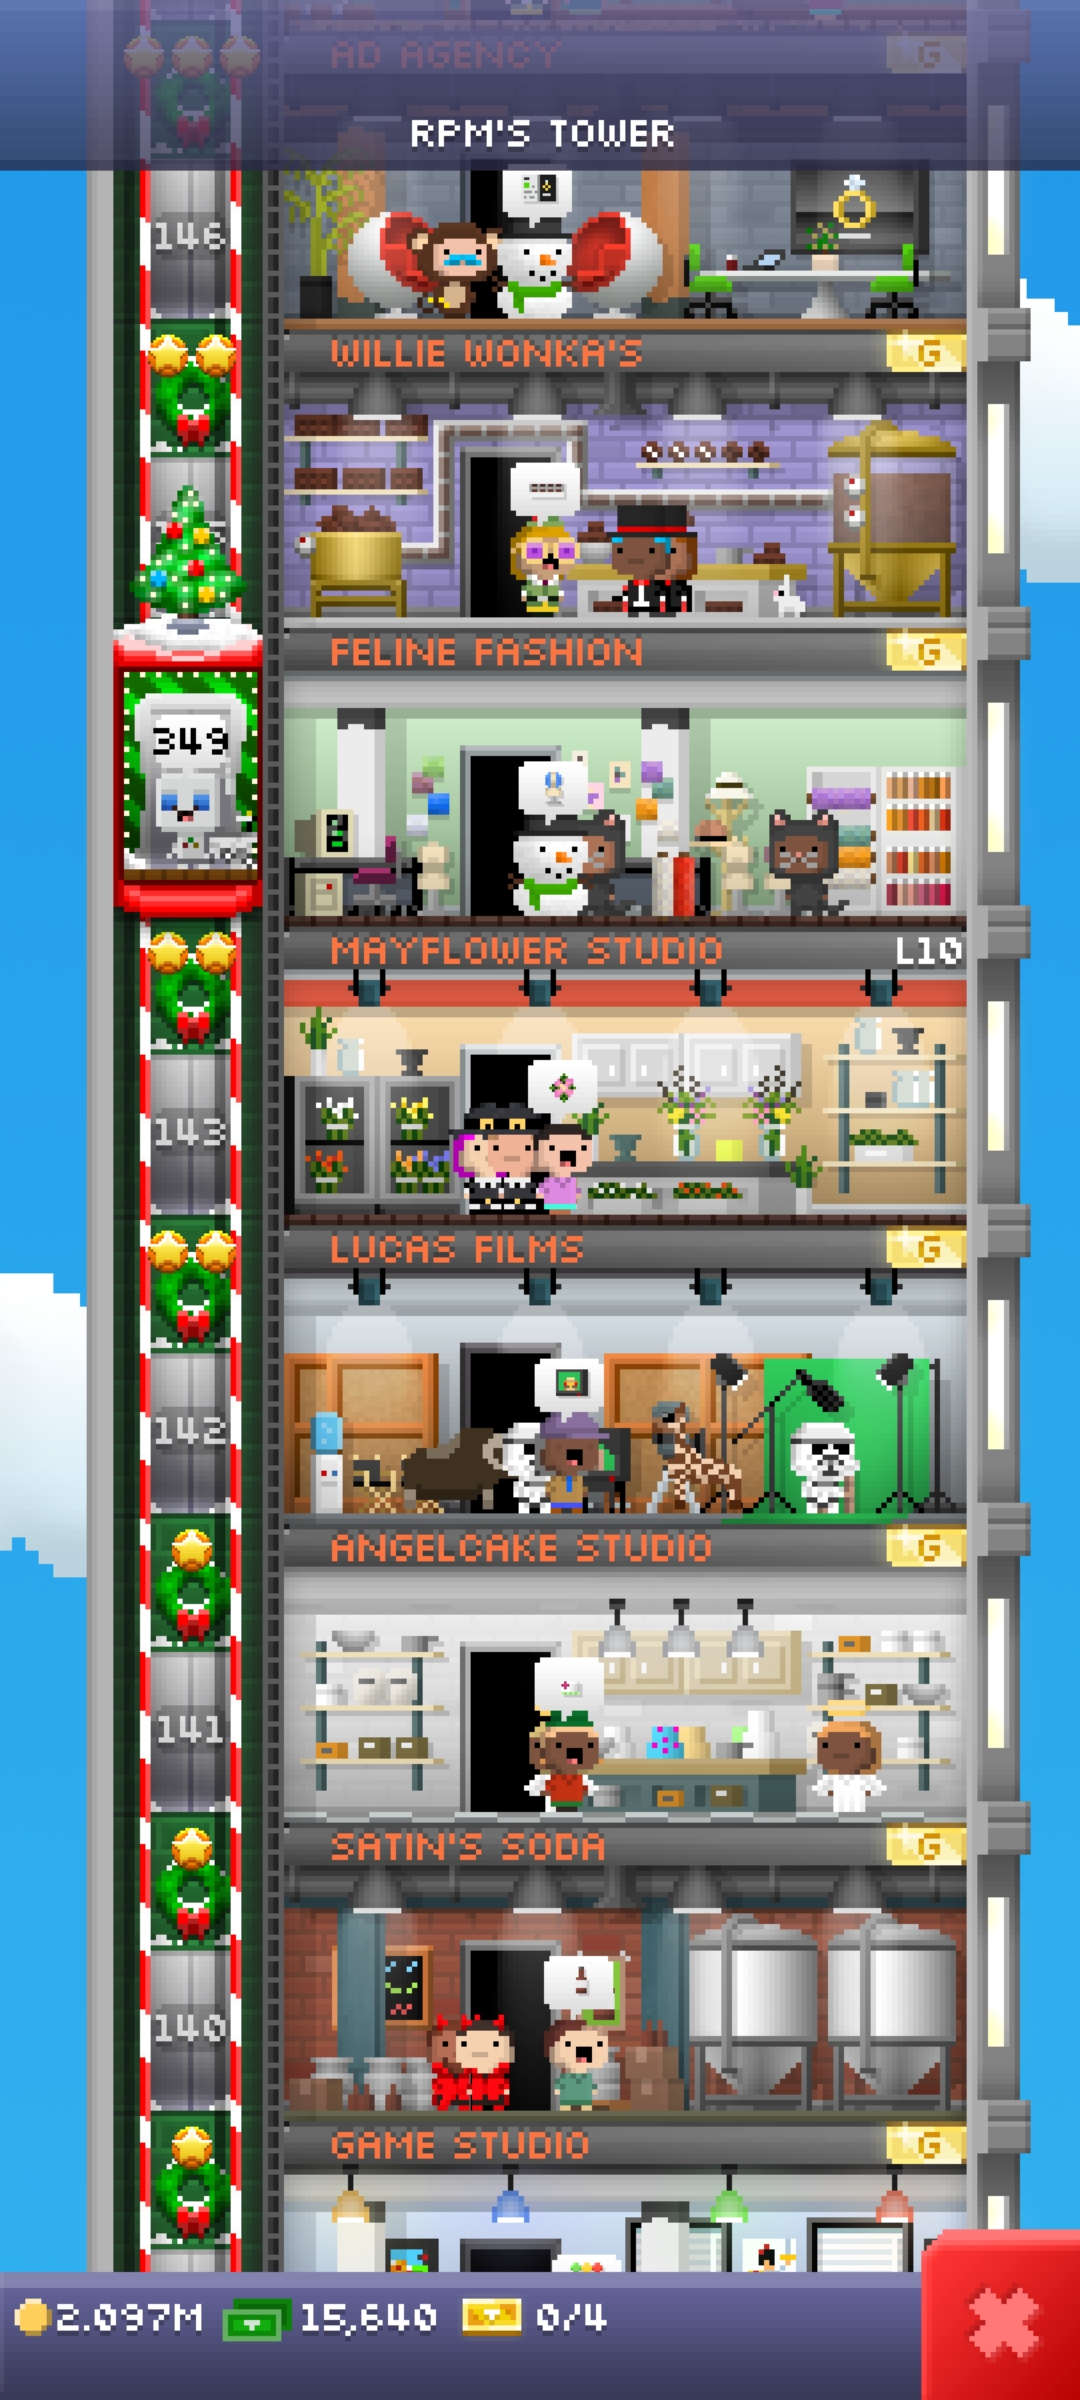 AD AGENCY G
RPM'S TOWER
146
WILLIE WONKA'S G
FELINE FASHION G
349
MAYFLOWER STUDIO L10
143
LUCAS FILMS G
142
ANGELCAKE STUDIO G
141
SATIN'S SODA G
140
GAME STUDIO G
2.097M 15,640 0/4